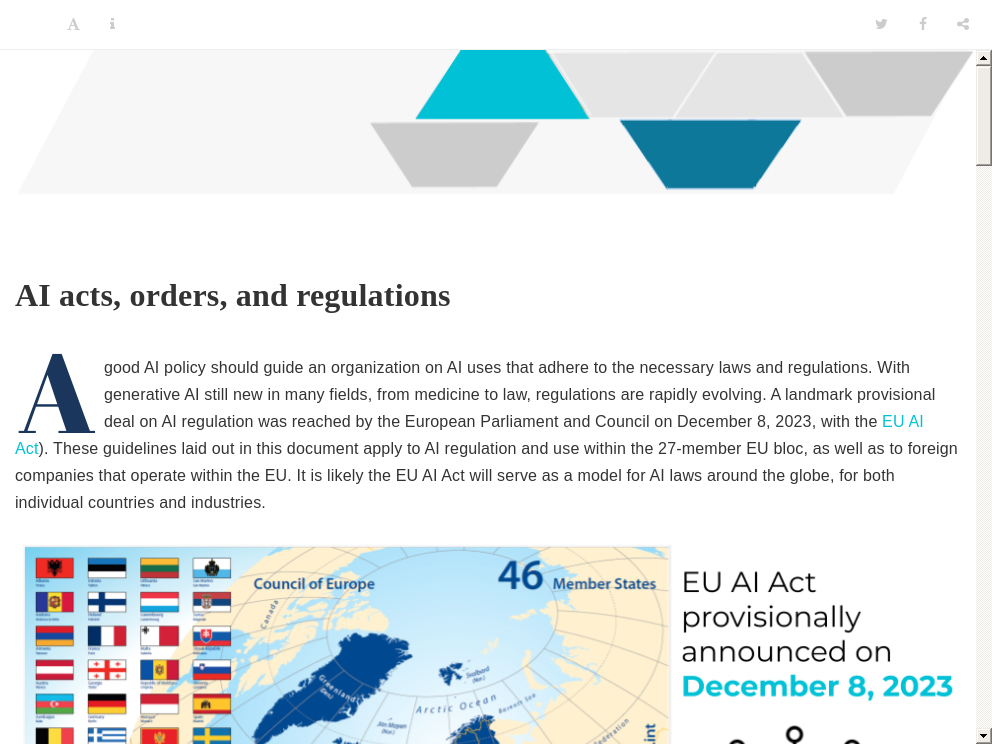 AI acts, orders, and regulations
A good AI policy should guide an organization on AI uses that adhere to the necessary laws and regulations. With
generative AI still new in many fields, from medicine to law, regulations are rapidly evolving. A landmark provisional
deal on AI regulation was reached by the European Parliament and Council on December 8, 2023, with the EU AI
Act). These guidelines laid out in this document apply to AI regulation and use within the 27-member EU bloc, as well as to foreign
companies that operate within the EU. It is likely the EU AI Act will serve as a model for AI laws around the globe, for both
individual countries and industries.
Council of Europe
46 Member States
Canada
Greenland
Svalbard
(Nor.)
Jan Mayen
(Nor.)
Arctic Ocean
Barents Sea
Federation
EU AI Act
provisionally
announced on
December 8, 2023